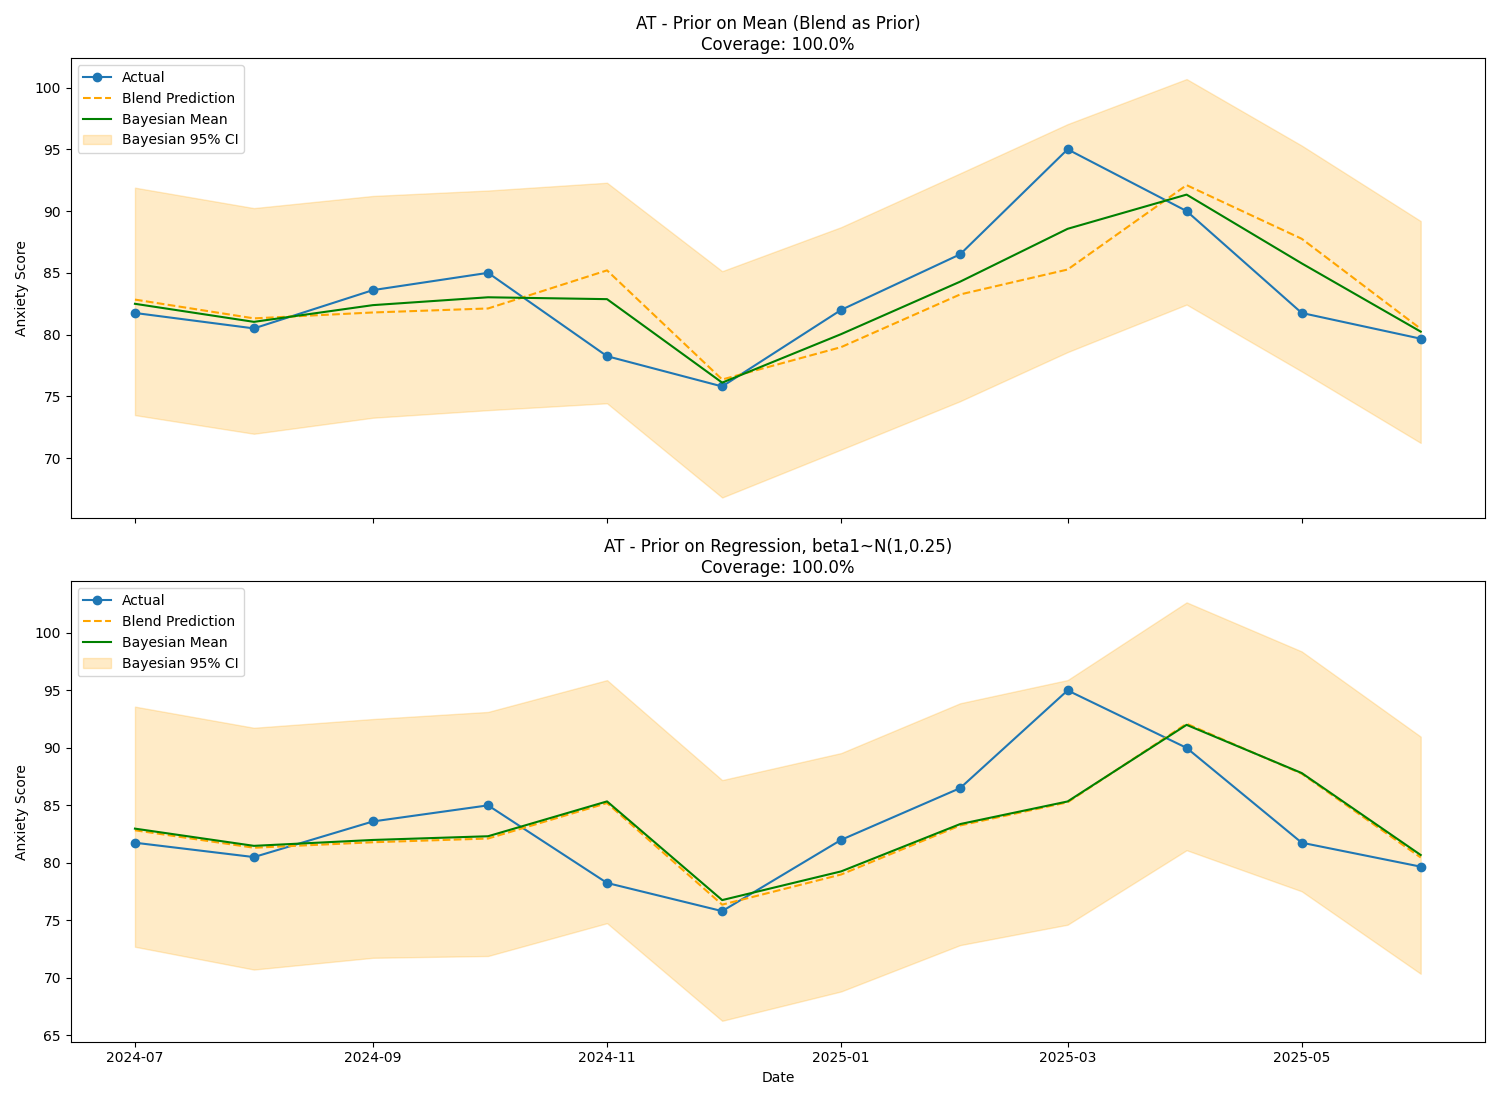 AT - Prior on Mean (Blend as Prior)
Coverage: 100.0%
Actual
Blend Prediction
Bayesian Mean
Bayesian 95% CI
Anxiety Score
100
95
90
85
80
75
70
AT - Prior on Regression, beta1~N(1,0.25)
Coverage: 100.0%
Actual
Blend Prediction
Bayesian Mean
Bayesian 95% CI
Anxiety Score
100
95
90
85
80
75
70
65
2024-07 2024-09 2024-11 2025-01 2025-03 2025-05
Date